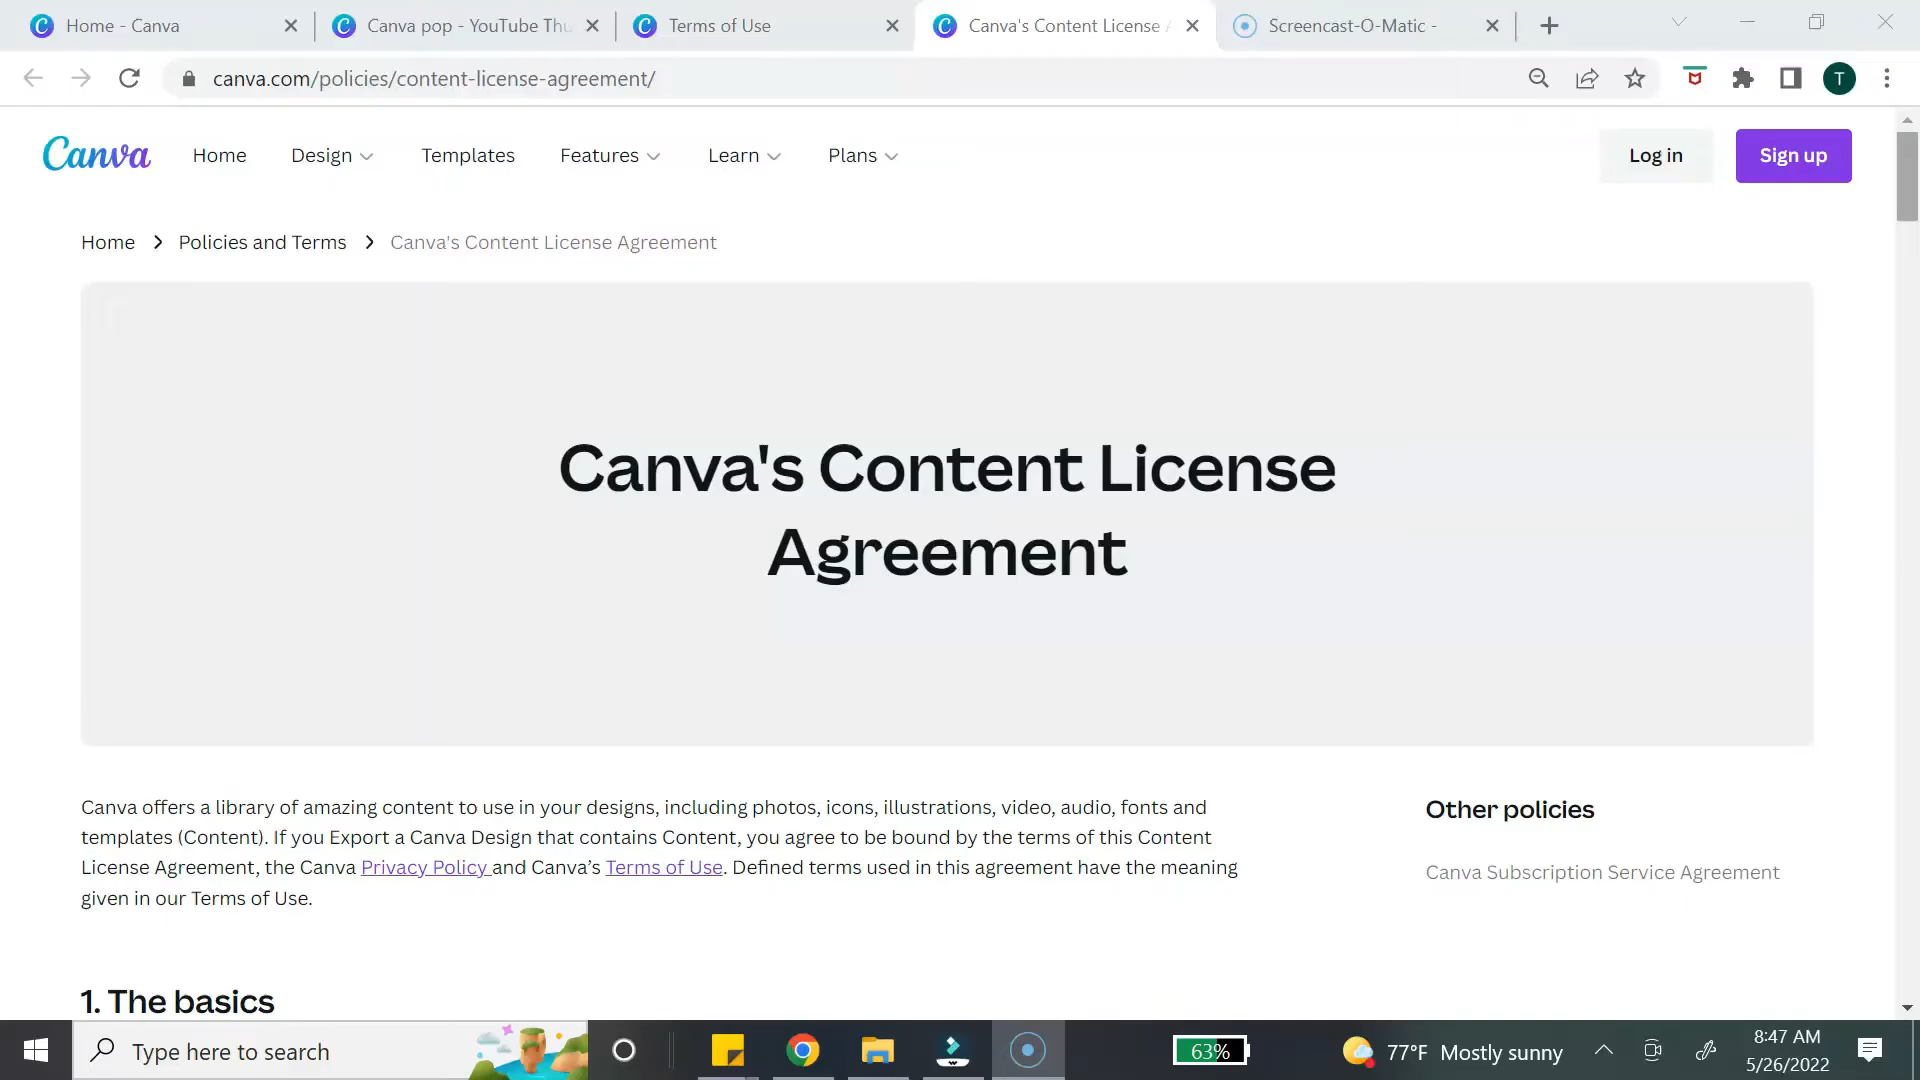 Home - Canva
Canva pop - YouTube Thu
Terms of Use
Canva's Content License A
Screencast-O-Matic -
canva.com/policies/content-license-agreement/
T
Canva
Home
Design
Templates
Features
Learn
Plans
Log in
Sign up
Home
Policies and Terms
Canva's Content License Agreement
Canva's Content License
Agreement
Canva offers a library of amazing content to use in your designs, including photos, icons, illustrations, video, audio, fonts and
templates (Content). If you Export a Canva Design that contains Content, you agree to be bound by the terms of this Content
License Agreement, the Canva Privacy Policy and Canva’s Terms of Use. Defined terms used in this agreement have the meaning
given in our Terms of Use.
Other policies
Canva Subscription Service Agreement
1. The basics
Type here to search
63%
77°F Mostly sunny
8:47 AM
5/26/2022